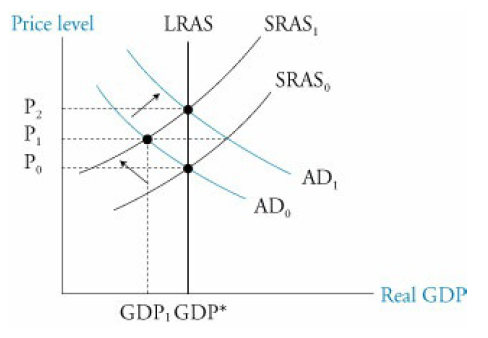 Price level
LRAS
SRAS₁
SRAS₀
P₂
P₁
P₀
AD₁
AD₀
Real GDP
GDP₁ GDP*